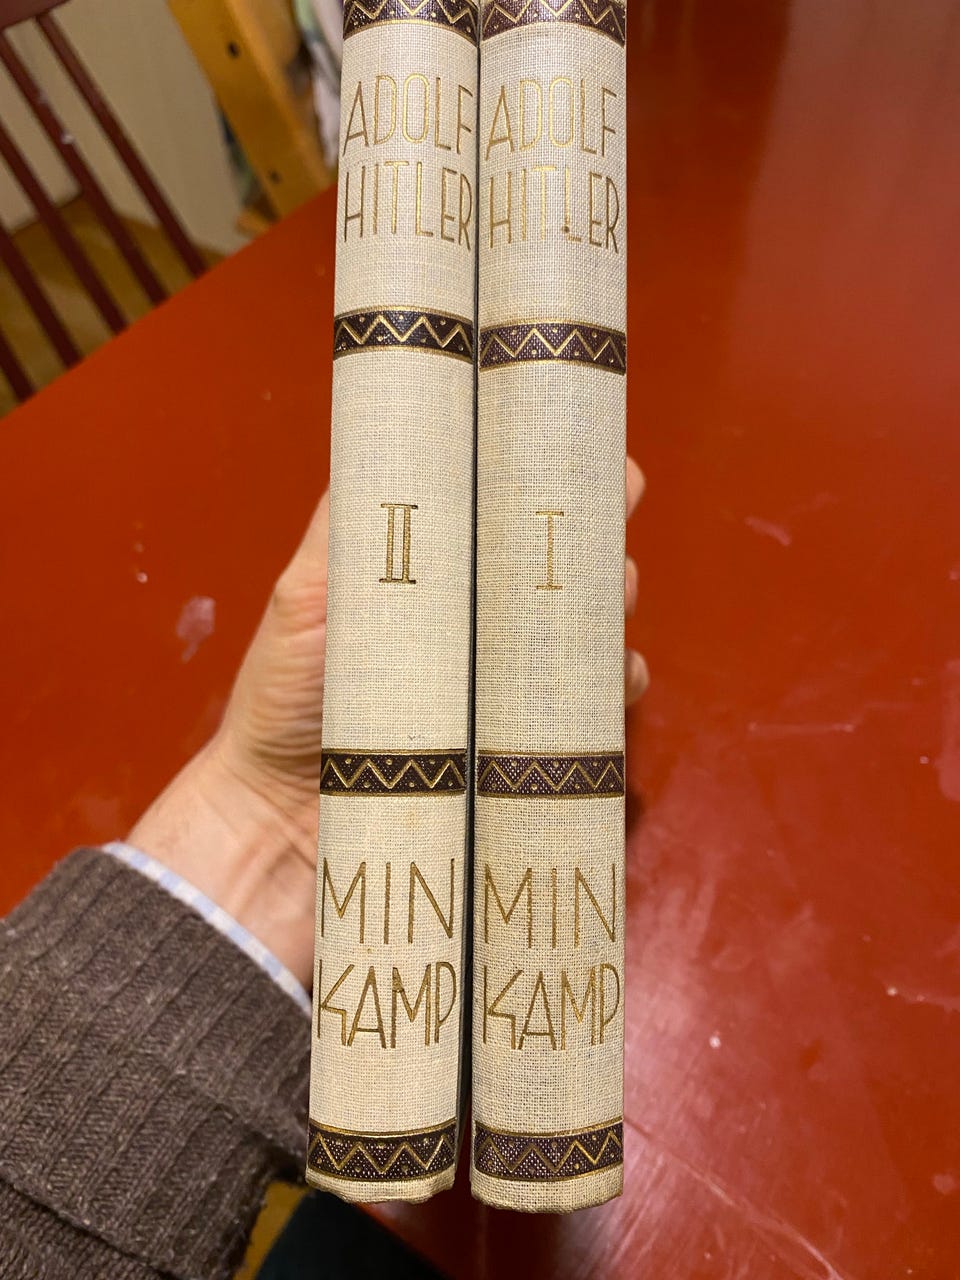 ADOLF
HITLER
II
MIN
KAMP
ADOLF
HITLER
I
MIN
KAMP